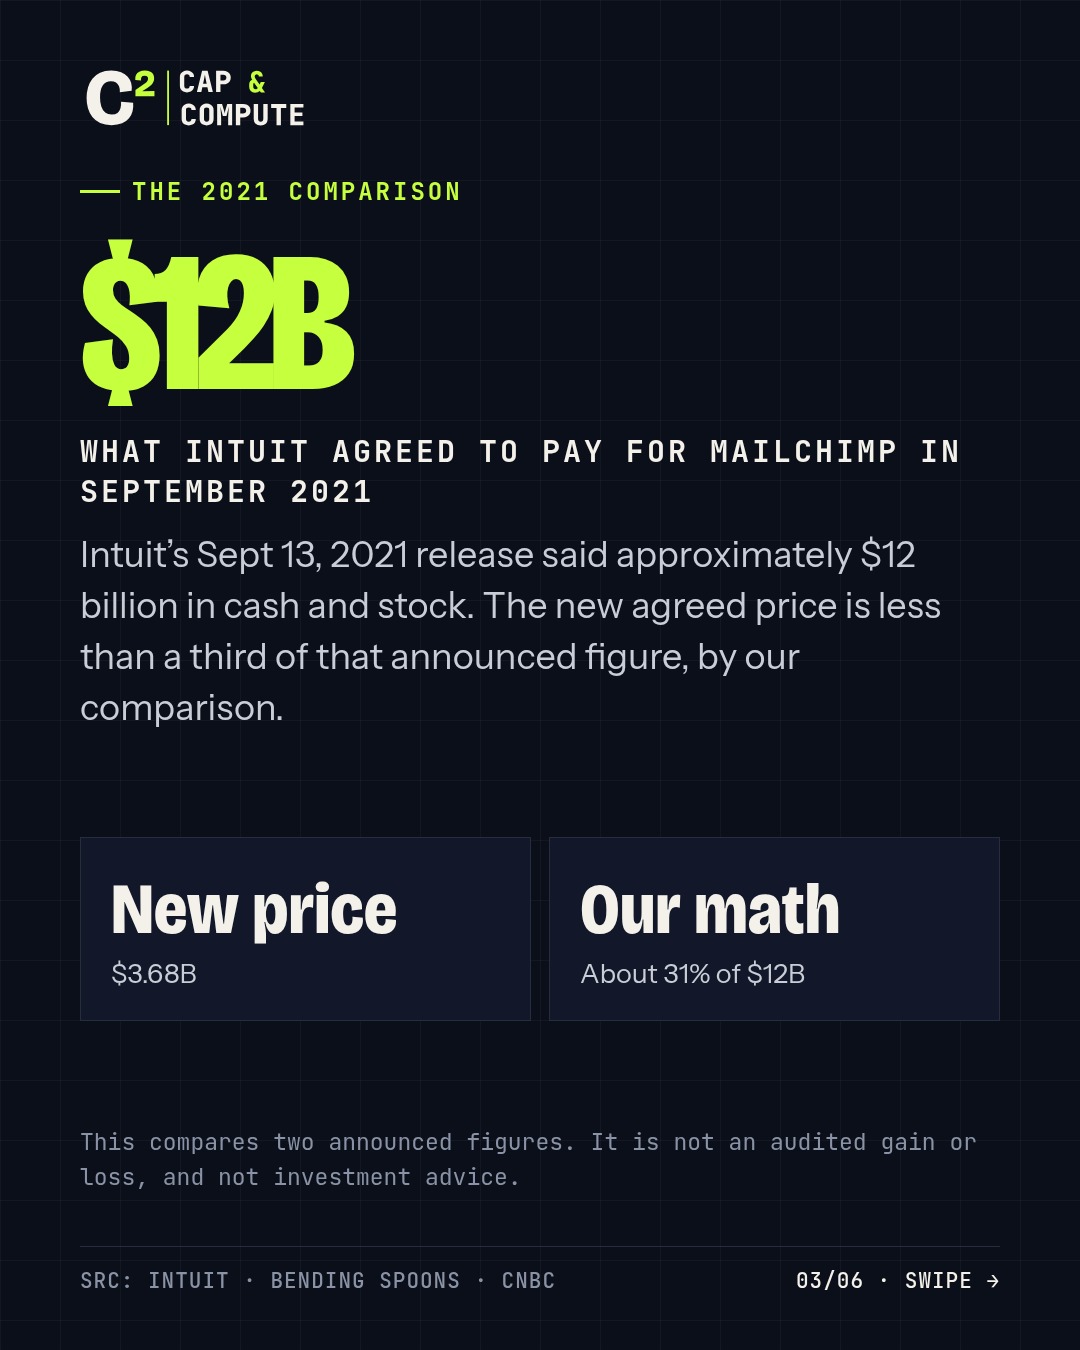 C² CAP &
COMPUTE
THE 2021 COMPARISON
$12B
WHAT INTUIT AGREED TO PAY FOR MAILCHIMP IN
SEPTEMBER 2021
Intuit’s Sept 13, 2021 release said approximately $12
billion in cash and stock. The new agreed price is less
than a third of that announced figure, by our
comparison.
New price
$3.68B
Our math
About 31% of $12B
This compares two announced figures. It is not an audited gain or
loss, and not investment advice.
SRC: INTUIT · BENDING SPOONS · CNBC
03/06 · SWIPE →